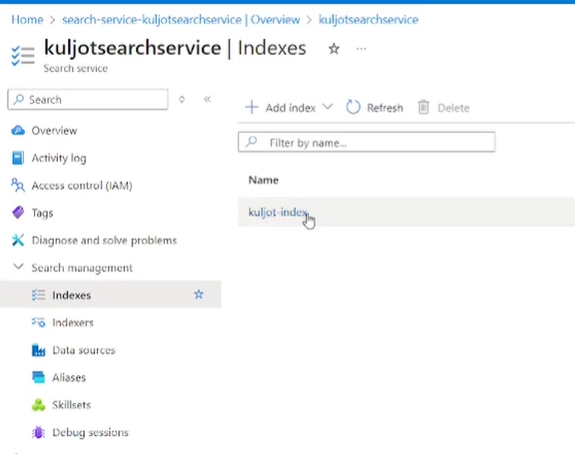 Home > search-service-kuljotsearchservice | Overview > kuljotsearchservice
kuljotsearchservice | Indexes
Search service
Search
Overview
Activity log
Access control (IAM)
Tags
Diagnose and solve problems
Search management
Indexes
Indexers
Data sources
Aliases
Skillsets
Debug sessions
Add index
Refresh
Delete
Filter by name...
Name
kuljot-index